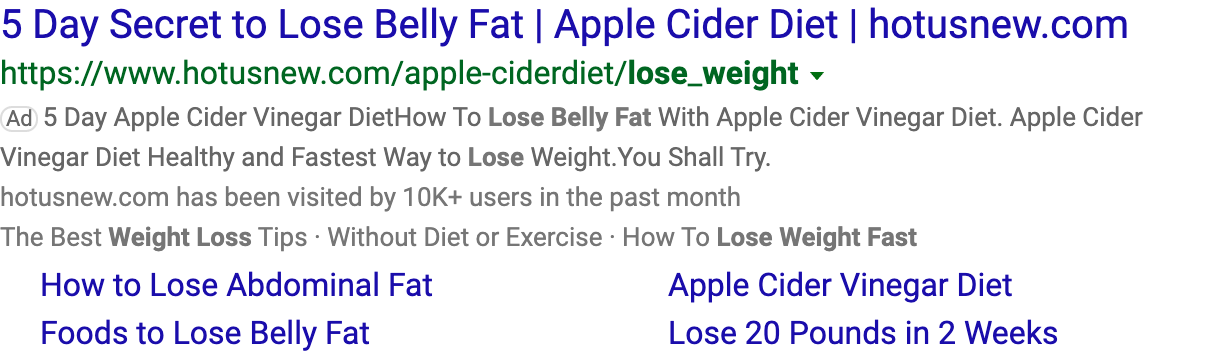 5 Day Secret to Lose Belly Fat | Apple Cider Diet | hotusnew.com
https://www.hotusnew.com/apple-ciderdiet/lose_weight
Ad 5 Day Apple Cider Vinegar DietHow To Lose Belly Fat With Apple Cider Vinegar Diet. Apple Cider
Vinegar Diet Healthy and Fastest Way to Lose Weight.You Shall Try.
hotusnew.com has been visited by 10K+ users in the past month
The Best Weight Loss Tips · Without Diet or Exercise · How To Lose Weight Fast
How to Lose Abdominal Fat
Apple Cider Vinegar Diet
Foods to Lose Belly Fat
Lose 20 Pounds in 2 Weeks